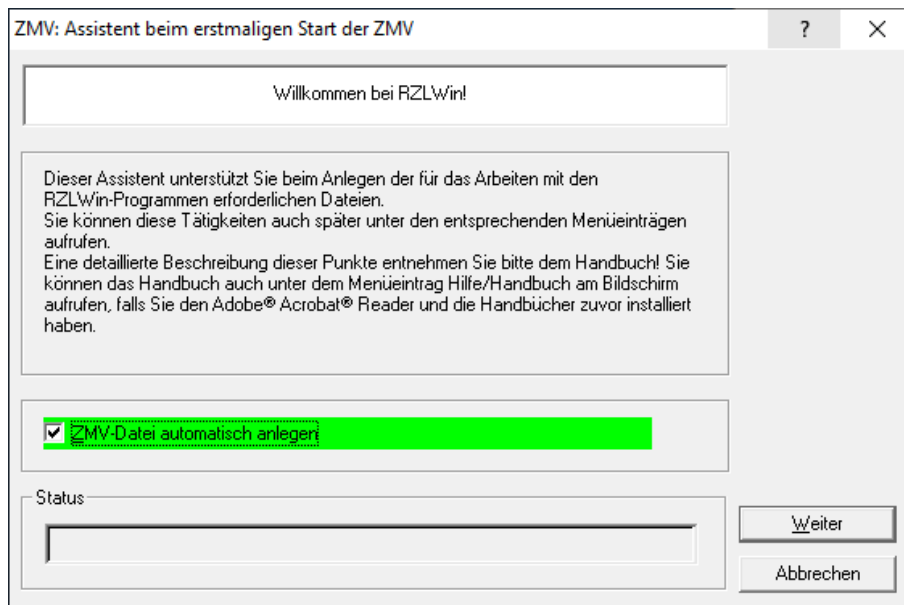 ZMV: Assistent beim erstmaligen Start der ZMV
Willkommen bei RZLWin!
Dieser Assistent unterstützt Sie beim Anlegen der für das Arbeiten mit den
RZLWin-Programmen erforderlichen Dateien.
Sie können diese Tätigkeiten auch später unter den entsprechenden Menüeinträgen
aufrufen.
Eine detaillierte Beschreibung dieser Punkte entnehmen Sie bitte dem Handbuch! Sie
können das Handbuch auch unter dem Menüeintrag Hilfe/Handbuch am Bildschirm
aufrufen, falls Sie den Adobe® Acrobat® Reader und die Handbücher zuvor installiert
haben.
ZMV-Datei automatisch anlegen
Status
Weiter
Abbrechen